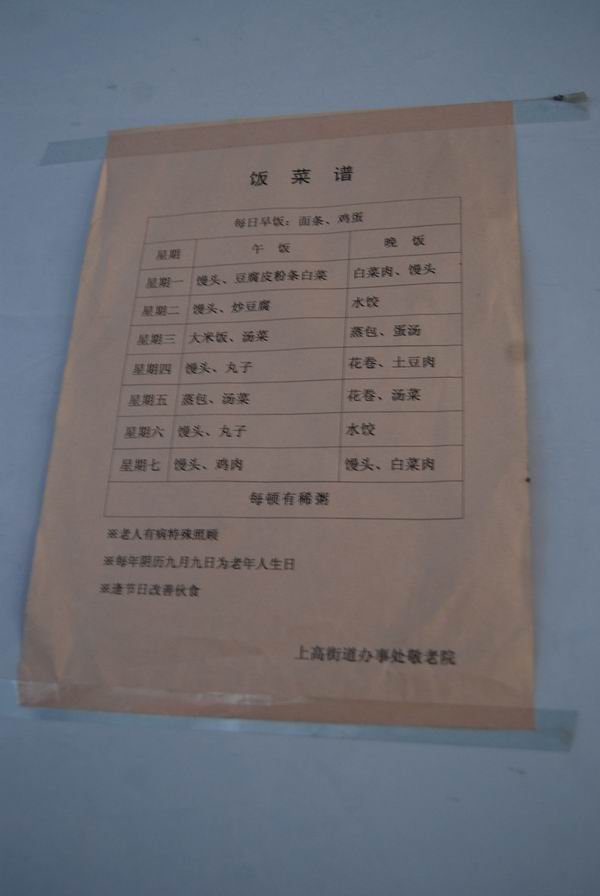 饭 菜 谱
每日早饭：面条、鸡蛋
星期 午 饭 晚 饭
星期一 馒头、豆腐皮粉条白菜 白菜肉、馒头
星期二 馒头、炒豆腐 水饺
星期三 大米饭、汤菜 蒸包、蛋汤
星期四 馒头、丸子 花卷、土豆肉
星期五 蒸包、汤菜 花卷、汤菜
星期六 馒头、丸子 水饺
星期七 馒头、鸡肉 馒头、白菜肉
每顿有稀粥
※老人有病特殊照顾
※每年阴历九月九日为老年人生日
※逢节日改善伙食
上高街道办事处敬老院